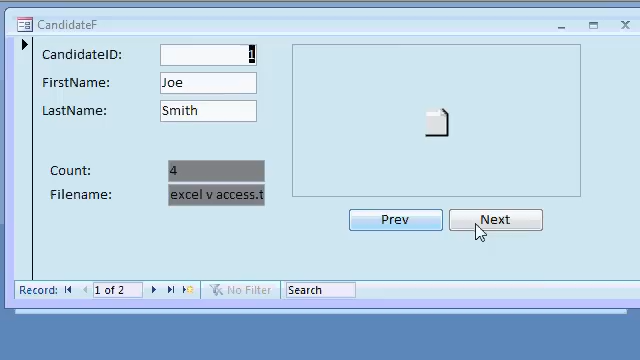 CandidateF
CandidateID: 1
FirstName: Joe
LastName: Smith
Count: 4
Filename: excel v access.t
Prev Next
Record: 1 of 2 No Filter Search